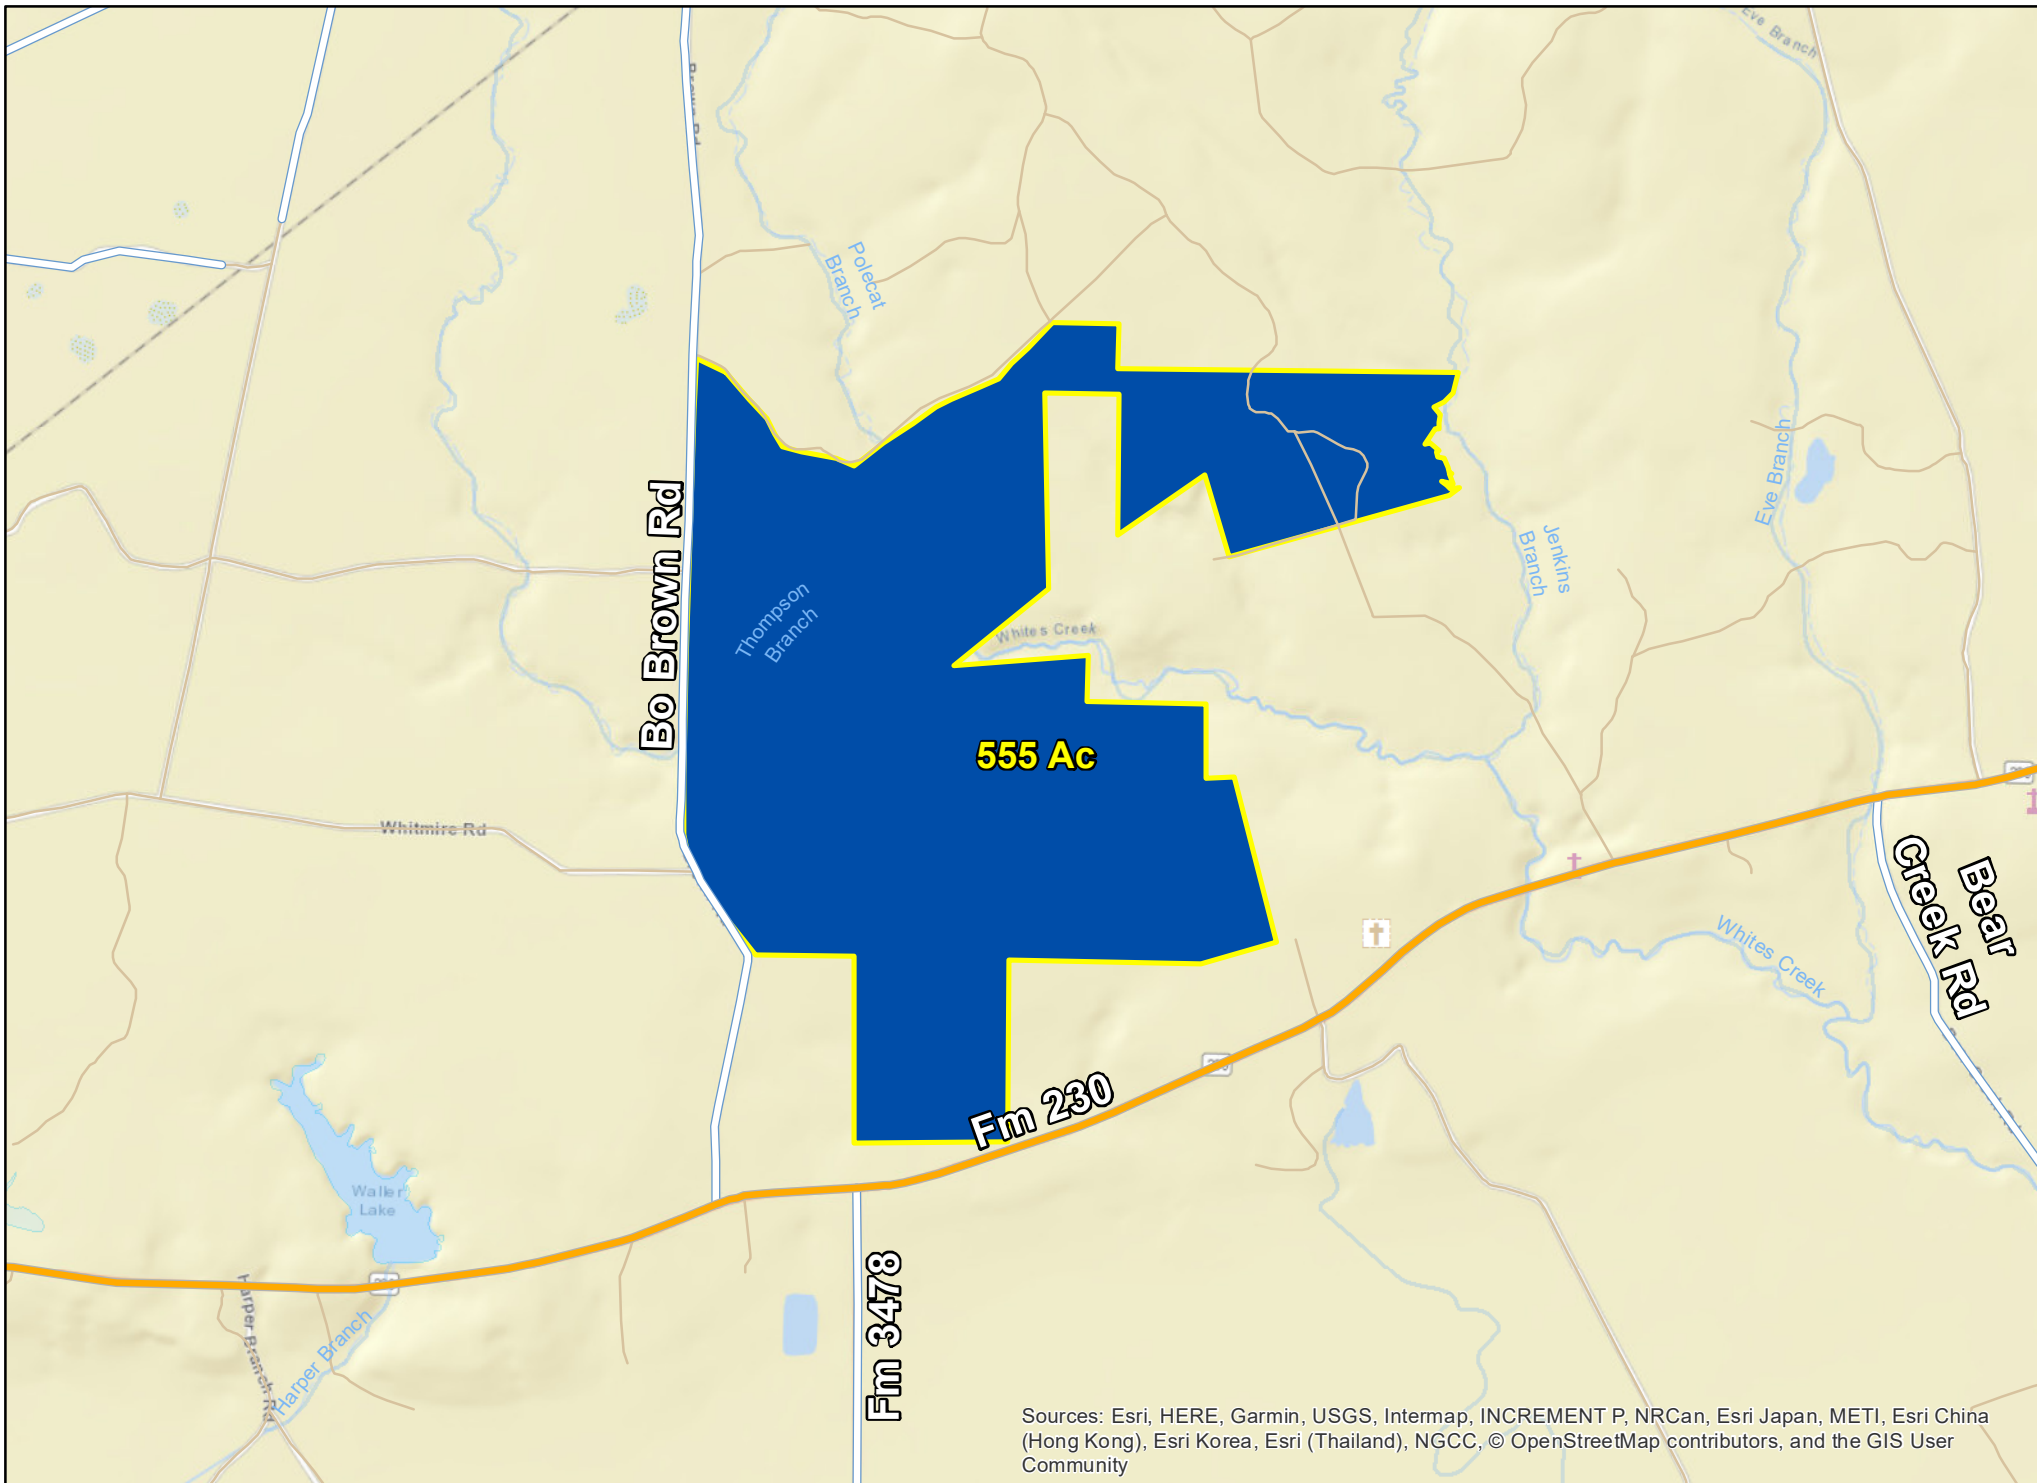 Eve Branch
Brown Rd
Polecat
Branch
Bo Brown Rd
Eve Branch
Jenkins
Branch
Thompson
Branch
Whites Creek
555 Ac
Whitmire Rd
Bear
Creek Rd
Whites Creek
Fm 230
Waller
Lake
Fm 3478
Harper Branch Rd
Harper Branch
Sources: Esri, HERE, Garmin, USGS, Intermap, INCREMENT P, NRCan, Esri Japan, METI, Esri China
(Hong Kong), Esri Korea, Esri (Thailand), NGCC, © OpenStreetMap contributors, and the GIS User
Community